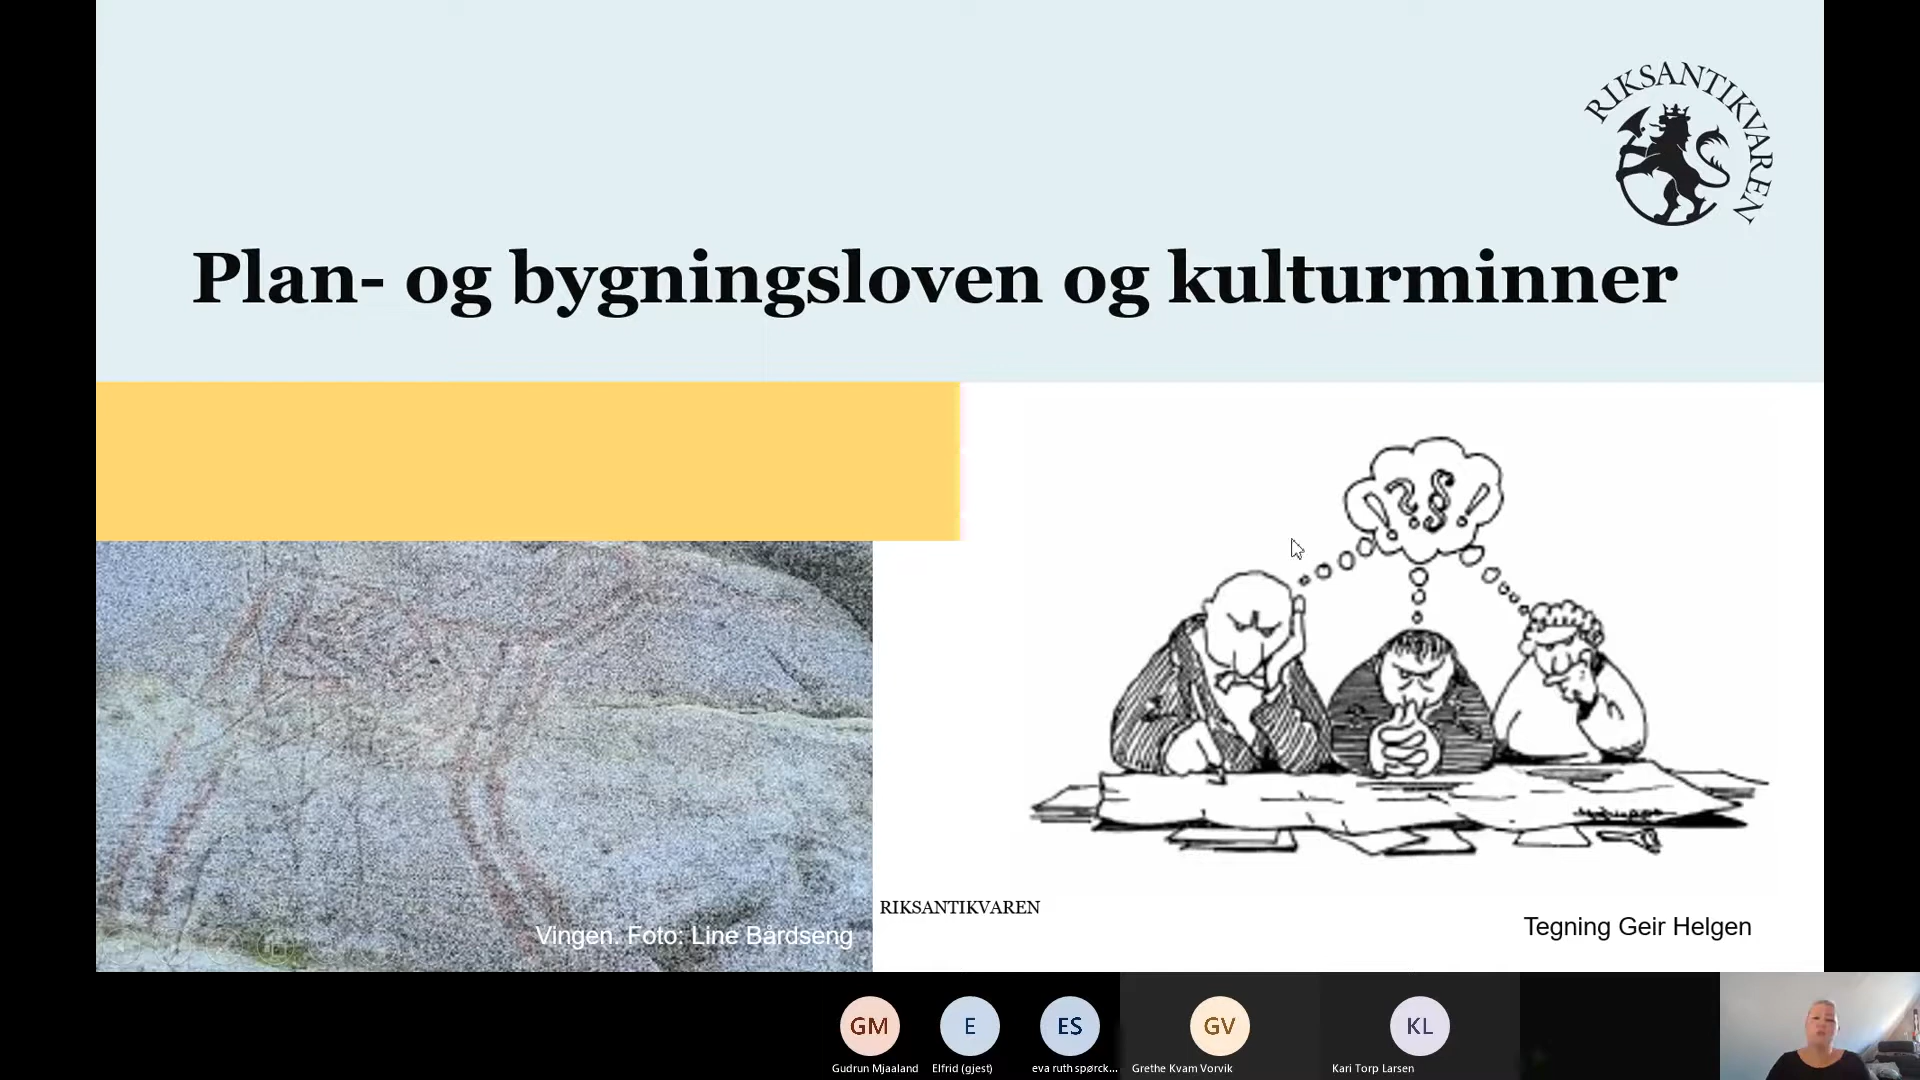 RIKSANTIKVAREN
Plan- og bygningsloven og kulturminner
!?§!
RIKSANTIKVAREN
Vingen. Foto: Line Bårdseng
Tegning Geir Helgen
GM
E
ES
GV
KL
Gudrun Mjaaland
Elfrid (gjest)
eva ruth spørck...
Grethe Kvam Vorvik
Kari Torp Larsen